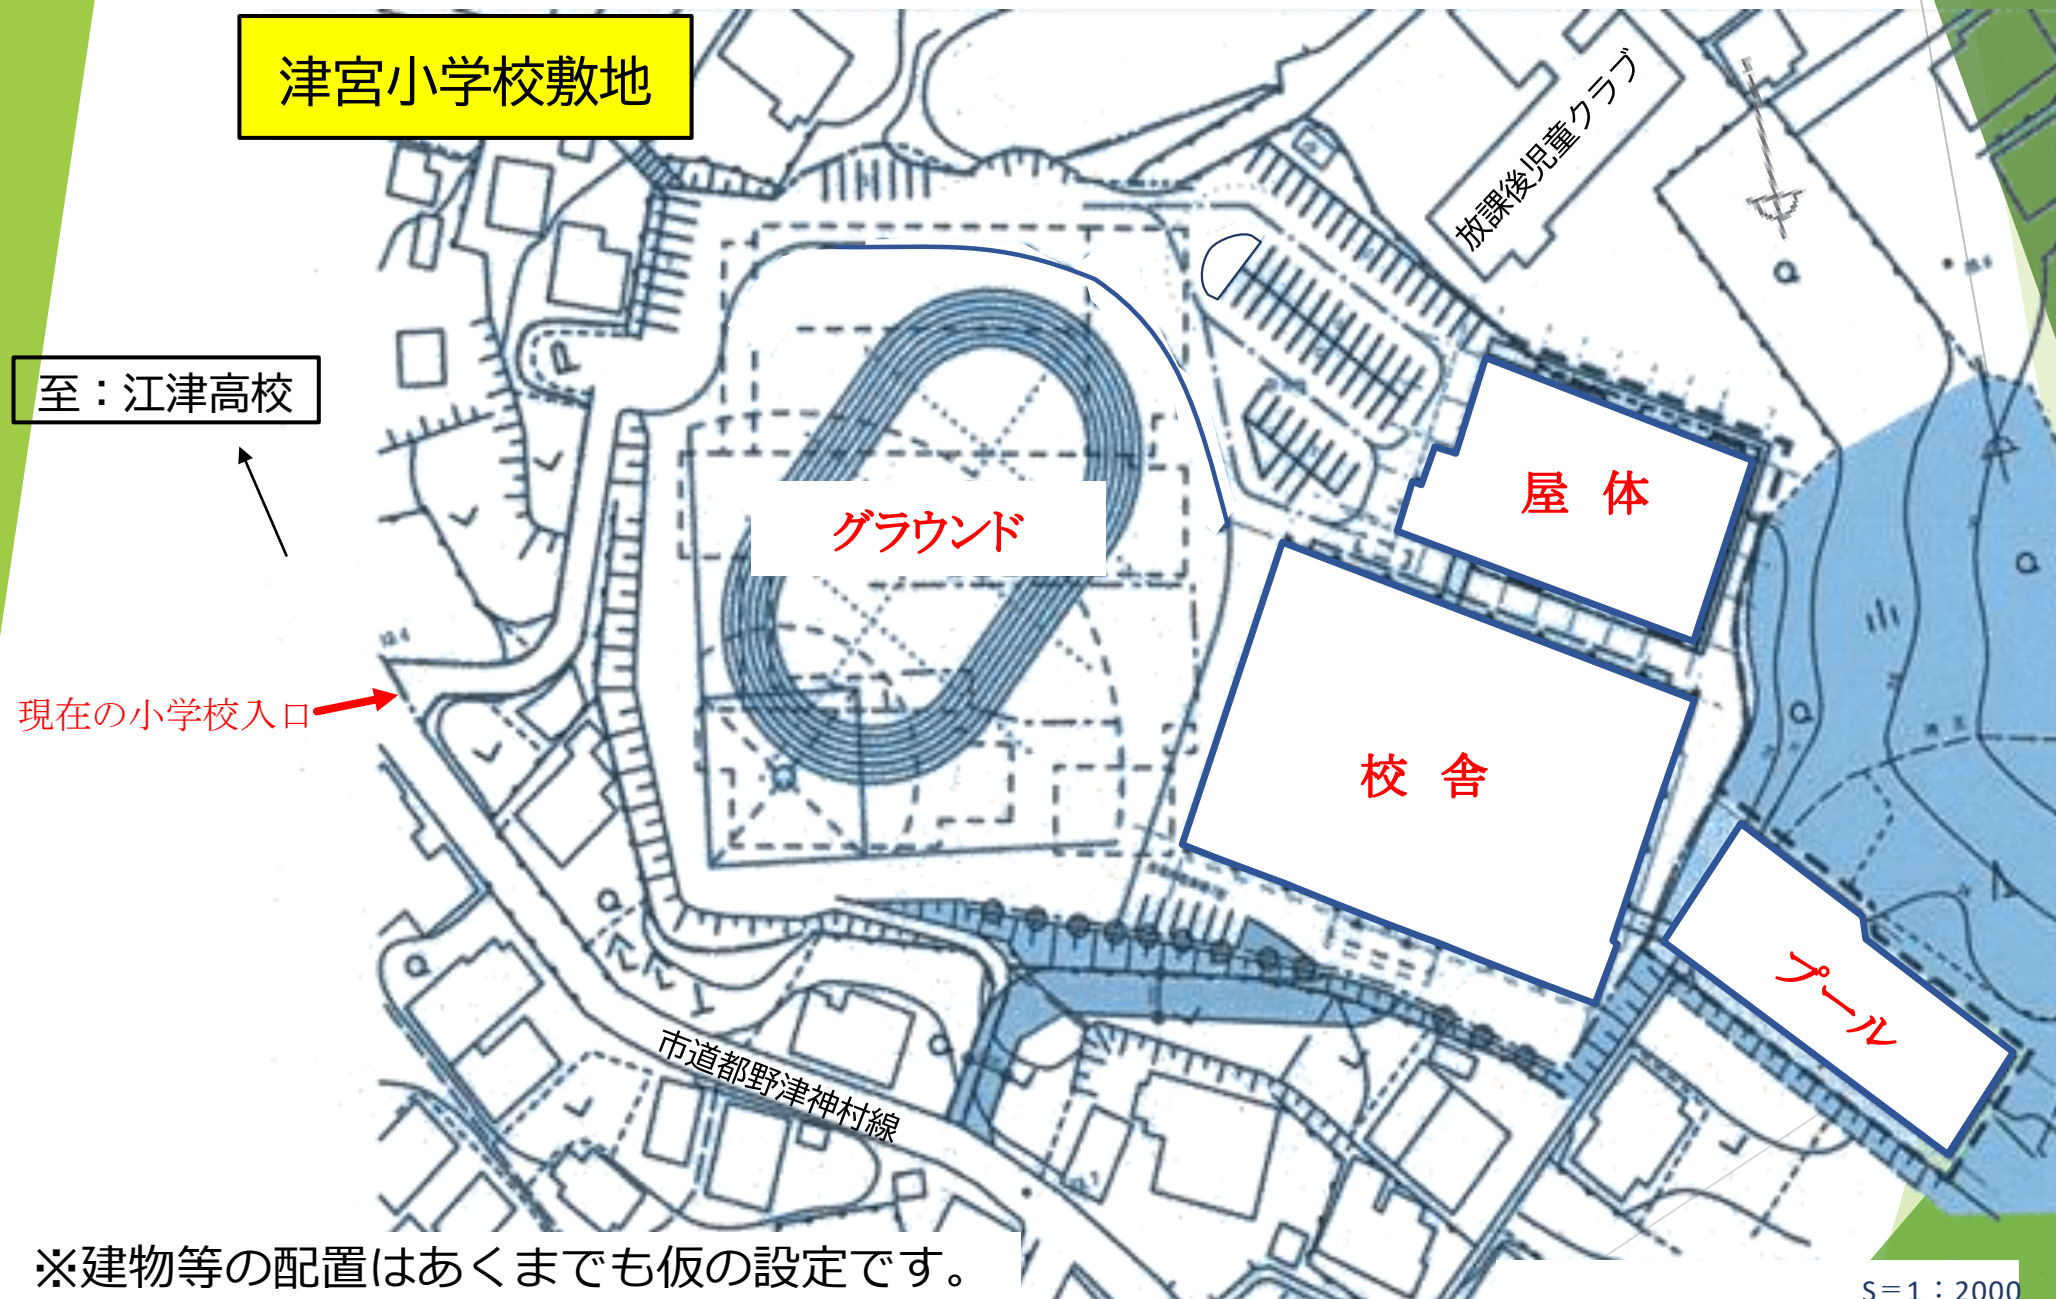 津宮小学校敷地
放課後児童クラブ
至：江津高校
屋　体
グラウンド
現在の小学校入口
校　舎
プール
市道都野津神村線
※建物等の配置はあくまでも仮の設定です。
S＝1：2000